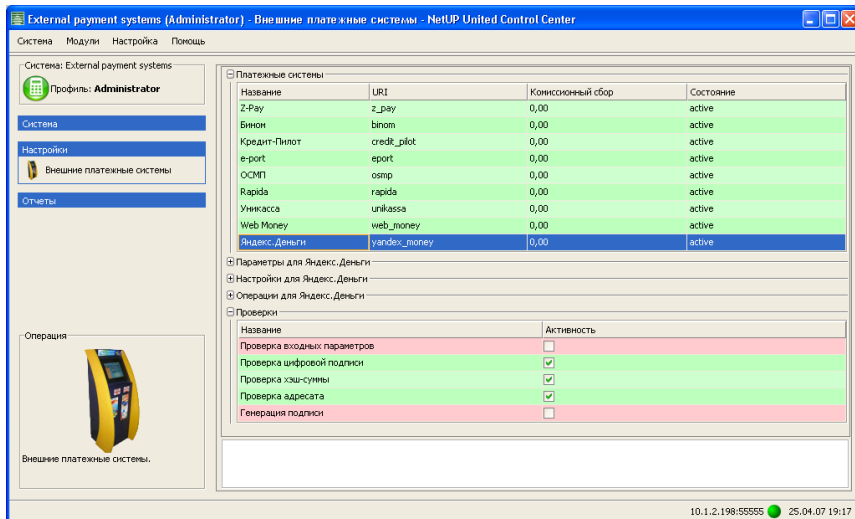 External payment systems (Administrator) - Внешние платежные системы - NetUP United Control Center
Система Модули Настройка Помощь
Система: External payment systems
Профиль: Administrator
Система
Настройки
Внешние платежные системы
Отчеты
Операция
Внешние платежные системы.
Платежные системы
Название URI Комиссионный сбор Состояние
Z-Pay z_pay 0,00 active
Бином binom 0,00 active
Кредит-Пилот credit_pilot 0,00 active
e-port eport 0,00 active
ОСМП osmp 0,00 active
Rapida rapida 0,00 active
Уникасса unikassa 0,00 active
Web Money web_money 0,00 active
Яндекс.Деньги yandex_money 0,00 active
Параметры для Яндекс.Деньги
Настройки для Яндекс.Деньги
Операции для Яндекс.Деньги
Проверки
Название Активность
Проверка входных параметров
Проверка цифровой подписи
Проверка хэш-суммы
Проверка адресата
Генерация подписи
10.1.2.198:55555 25.04.07 19:17